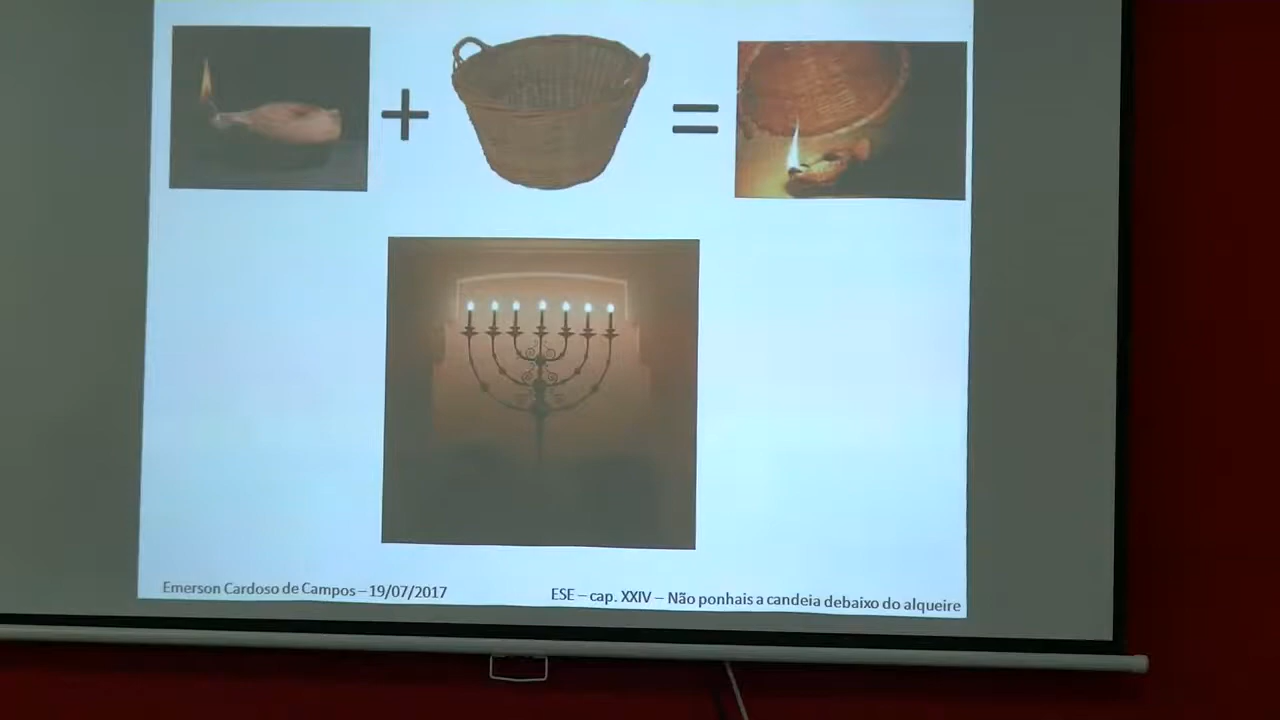 +
=
Emerson Cardoso de Campos – 19/07/2017
ESE – cap. XXIV – Não ponhais a candeia debaixo do alqueire